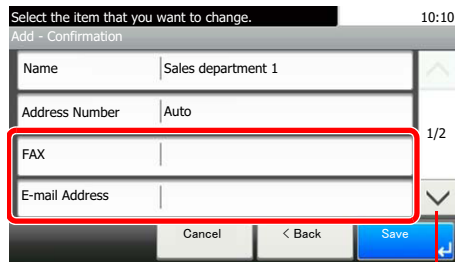 Select the item that you want to change. 10:10
Add - Confirmation
Name Sales department 1
Address Number Auto
1/2
FAX
E-mail Address
Cancel < Back Save